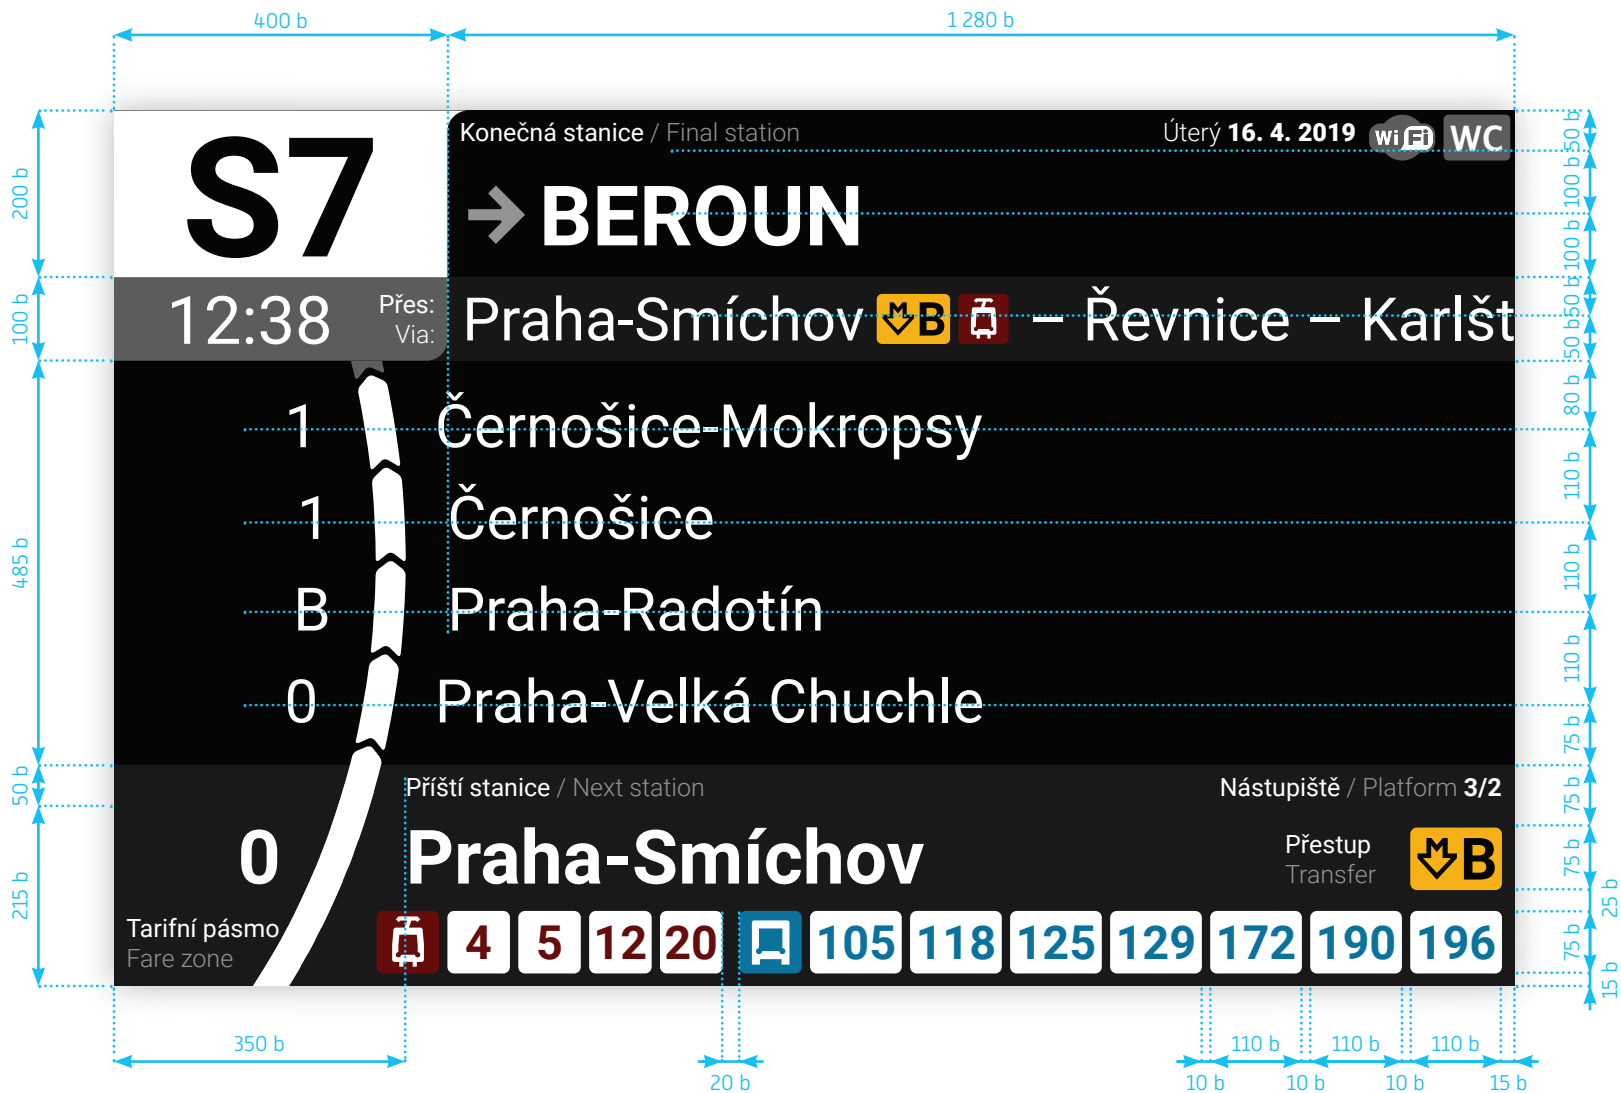 400 b
1 280 b
S7
Konečná stanice / Final station
Úterý 16. 4. 2019 WiFi WC
→ BEROUN
12:38
Přes:
Via:
Praha-Smíchov M B – Řevnice – Karlšt
1 Černošice-Mokropsy
1 Černošice
B Praha-Radotín
0 Praha-Velká Chuchle
Příští stanice / Next station
Nástupiště / Platform 3/2
0 Praha-Smíchov
Přestup
Transfer
M B
Tarifní pásmo
Fare zone
4 5 12 20 105 118 125 129 172 190 196
200 b
100 b
485 b
50 b
215 b
50 b
100 b
100 b
50 b
50 b
80 b
110 b
110 b
110 b
75 b
75 b
75 b
25 b
75 b
15 b
350 b
20 b
110 b
110 b
110 b
10 b
10 b
10 b
15 b